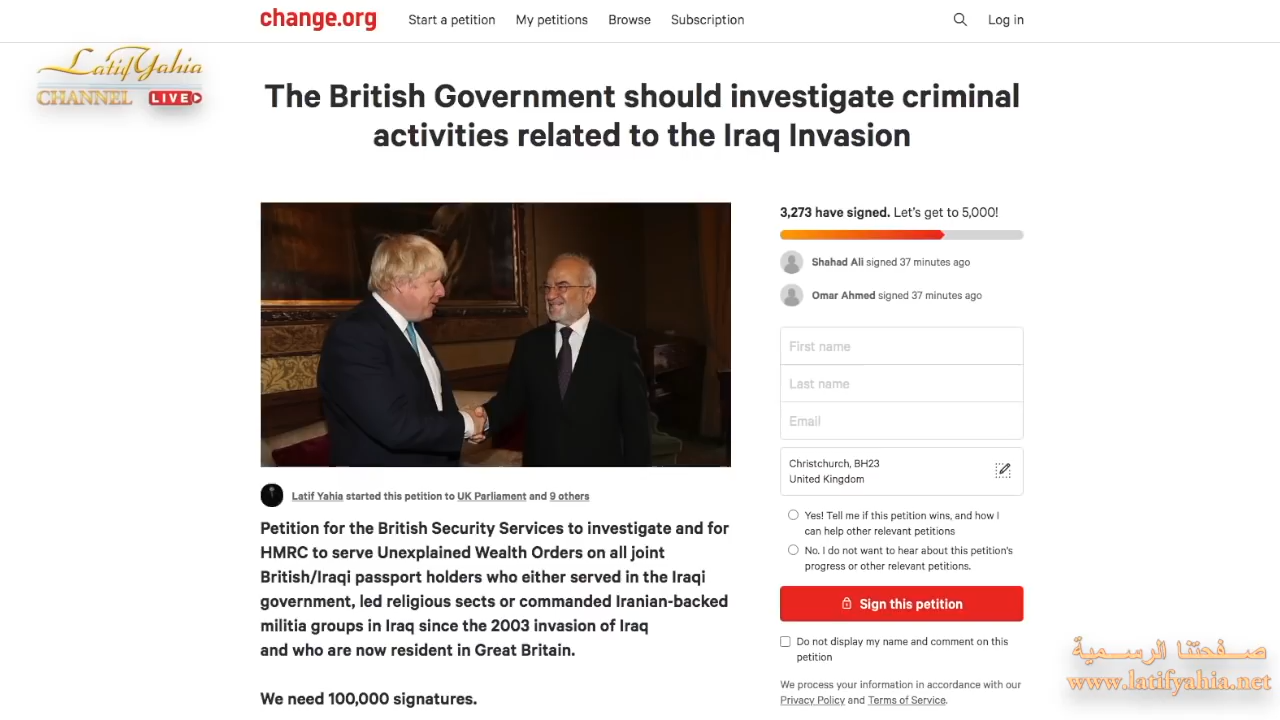 change.org
Start a petition
My petitions
Browse
Subscription
Log in
Latif Yahia
CHANNEL LIVE
The British Government should investigate criminal
activities related to the Iraq Invasion
3,273 have signed. Let's get to 5,000!
Shahad Ali signed 37 minutes ago
Omar Ahmed signed 37 minutes ago
First name
Last name
Email
Christchurch, BH23
United Kingdom
Yes! Tell me if this petition wins, and how I
can help other relevant petitions
No. I do not want to hear about this petition's
progress or other relevant petitions.
Sign this petition
Do not display my name and comment on this
petition
We process your information in accordance with our
Privacy Policy and Terms of Service.
Latif Yahia started this petition to UK Parliament and 9 others
Petition for the British Security Services to investigate and for
HMRC to serve Unexplained Wealth Orders on all joint
British/Iraqi passport holders who either served in the Iraqi
government, led religious sects or commanded Iranian-backed
militia groups in Iraq since the 2003 invasion of Iraq
and who are now resident in Great Britain.
We need 100,000 signatures.
صـفحتنا الرسـمية
www.latifyahia.net